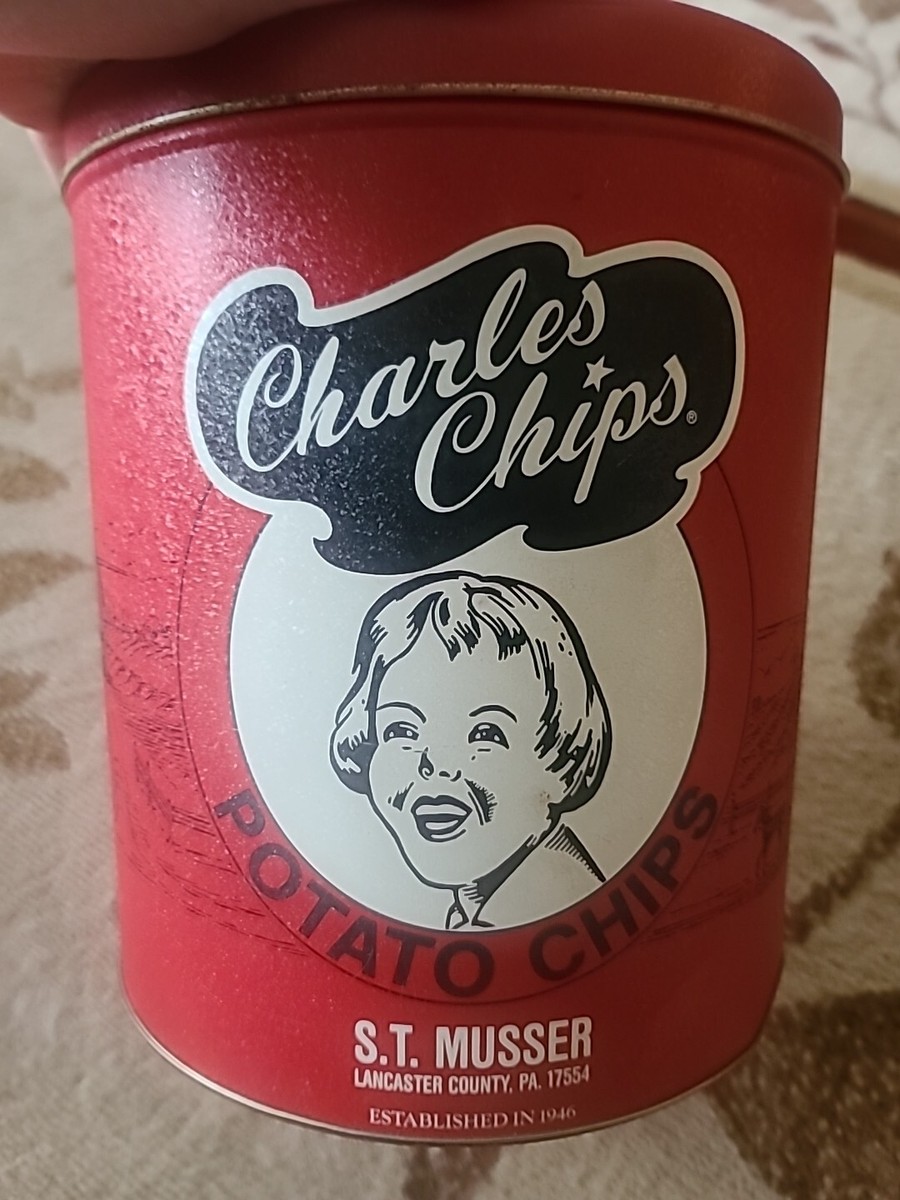 Charles
Chips®
POTATO CHIPS
S.T. MUSSER
LANCASTER COUNTY, PA. 17554
ESTABLISHED IN 1946